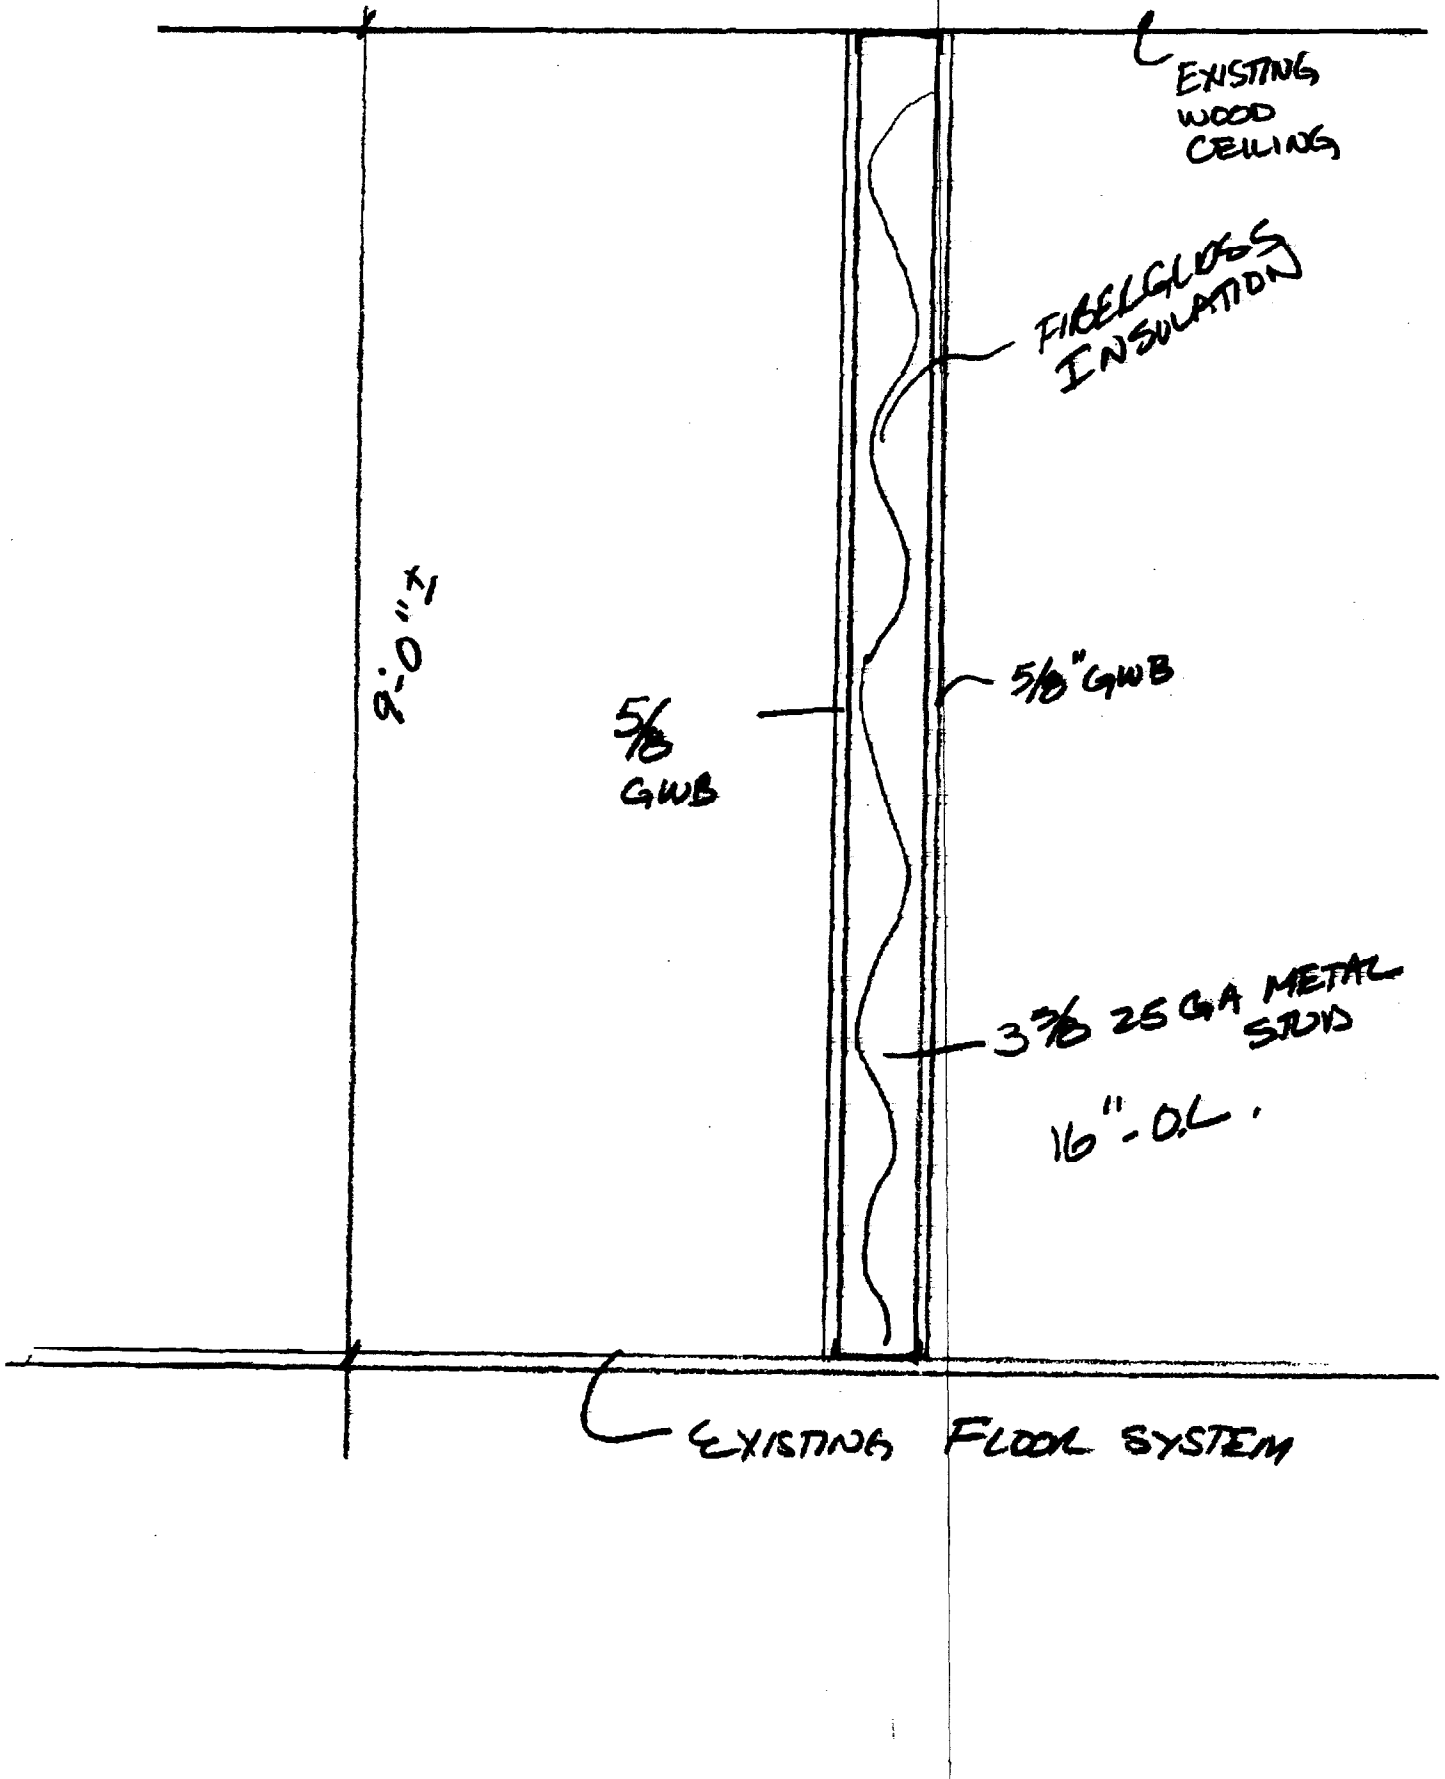 EXISTING
WOOD
CEILING
FIBELGLASS
INSULATION
9'-0" ±
5/8" GWB
5/8
GWB
3 5/8 25 GA METAL
STUD
16" - O.C.
EXISTING FLOOR SYSTEM